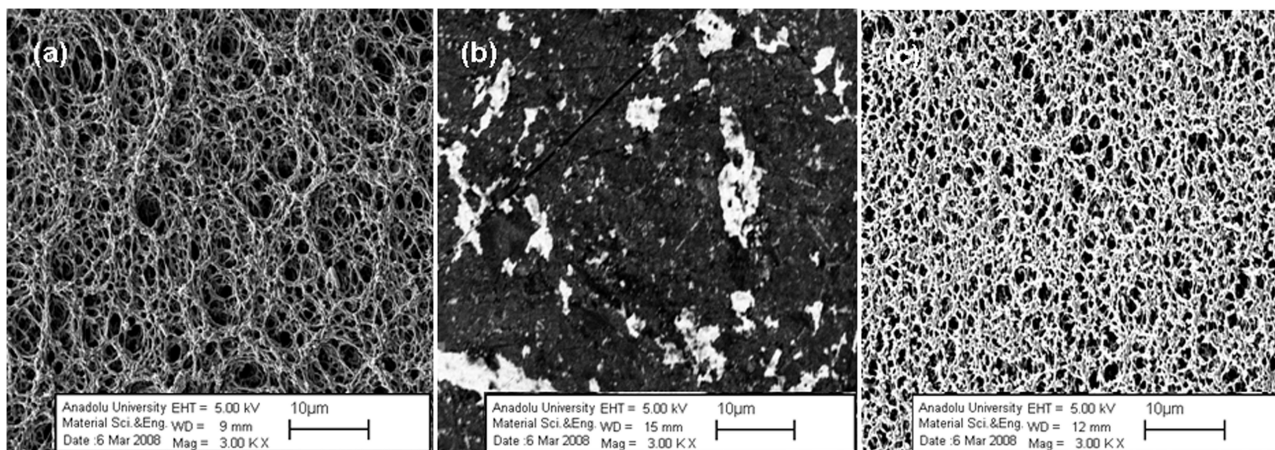 (a)
(b)
(c)
Anadolu University EHT = 5.00 kV 10µm
Material Sci.&Eng. WD = 9 mm
Date :6 Mar 2008 Mag = 3.00 K X
Anadolu University EHT = 5.00 kV 10µm
Material Sci.&Eng. WD = 15 mm
Date :6 Mar 2008 Mag = 3.00 K X
Anadolu University EHT = 5.00 kV 10µm
Material Sci.&Eng. WD = 12 mm
Date :6 Mar 2008 Mag = 3.00 K X